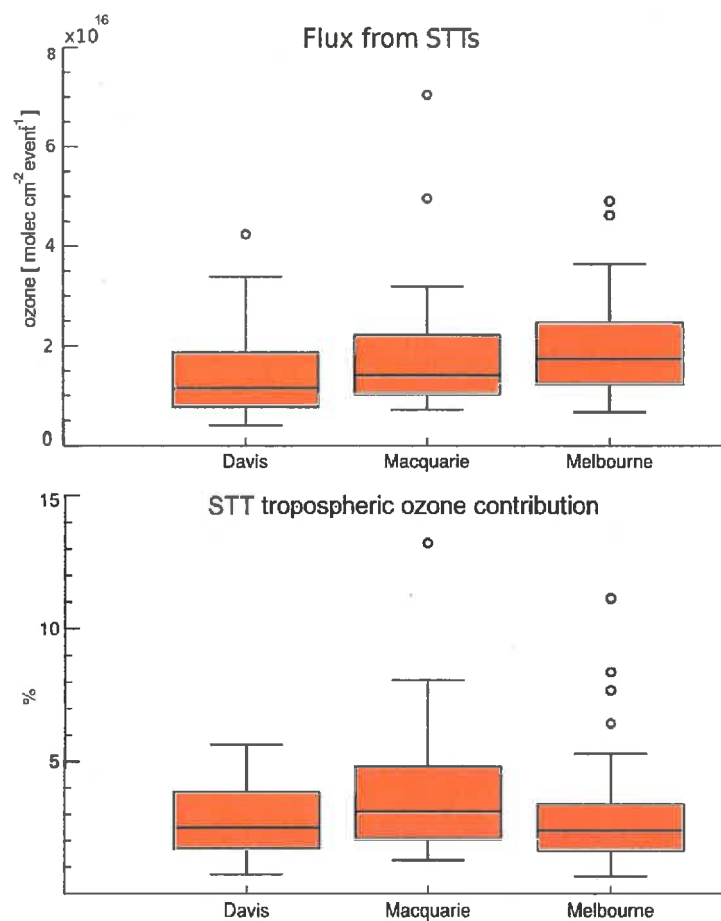 x10^16
Flux from STTs
8
6
4
2
0
ozone [ molec cm^-2 event^1 ]
Davis Macquarie Melbourne
STT tropospheric ozone contribution
15
10
5
%
Davis Macquarie Melbourne